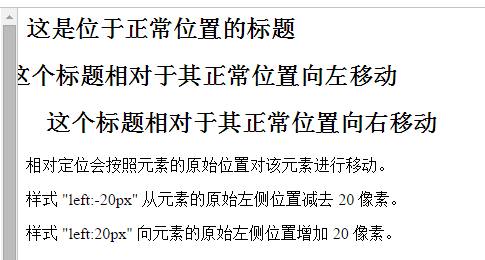 这是位于正常位置的标题
这个标题相对于其正常位置向左移动
这个标题相对于其正常位置向右移动
相对定位会按照元素的原始位置对该元素进行移动。
样式 "left:-20px" 从元素的原始左侧位置减去 20 像素。
样式 "left:20px" 向元素的原始左侧位置增加 20 像素。